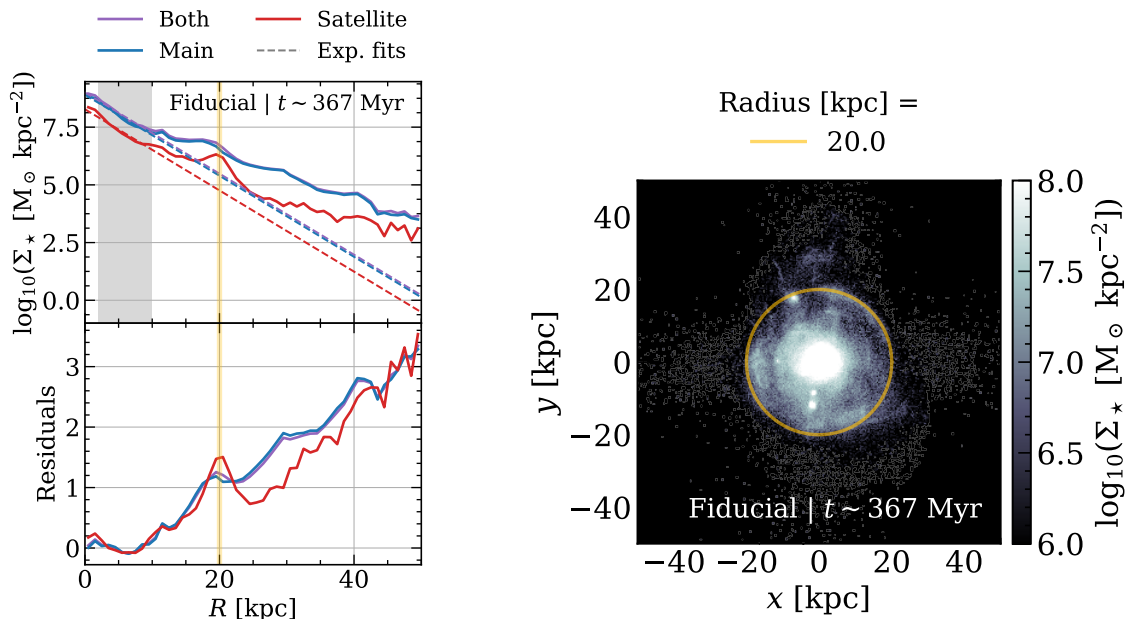 Both
Satellite
Main
Exp. fits
Fiducial | t ~ 367 Myr
log₁₀(Σ⋆ [M⊙ kpc⁻²])
7.5
5.0
2.5
0.0
Residuals
3
2
1
0
0
20
40
R [kpc]
Radius [kpc] =
20.0
y [kpc]
40
20
0
−20
−40
Fiducial | t ~ 367 Myr
−40
−20
0
20
40
x [kpc]
8.0
7.5
7.0
6.5
6.0
log₁₀(Σ⋆ [M⊙ kpc⁻²])